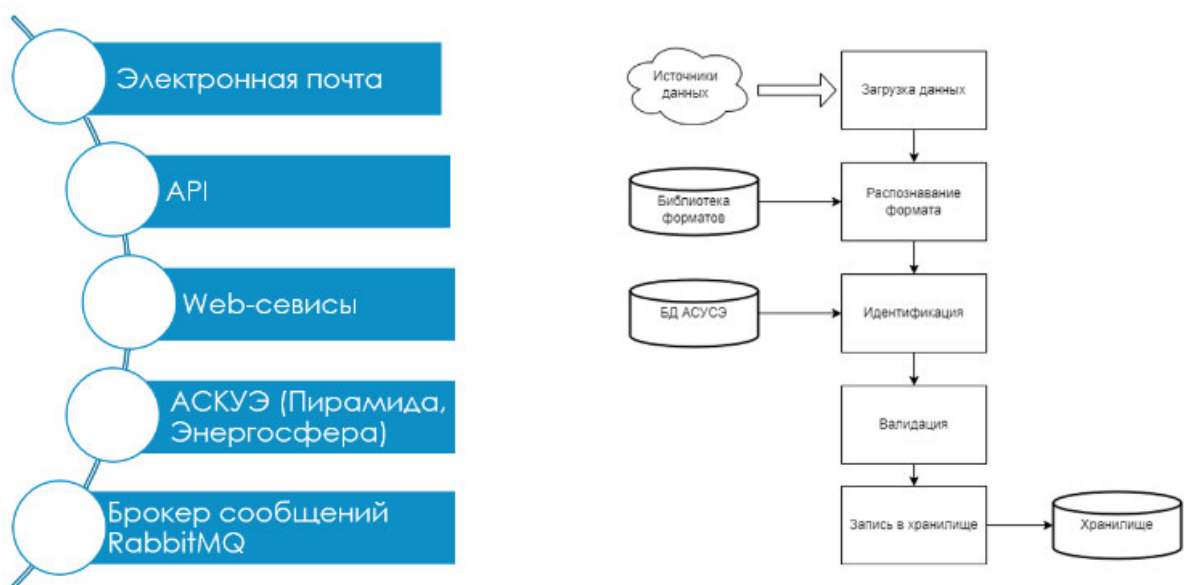 Электронная почта
API
Web-севисы
АСКУЭ (Пирамида,
Энергосфера)
Брокер сообщений
RabbitMQ
Источники
данных
Загрузка данных
Библиотека
форматов
Распознавание
формата
БД АСУСЭ
Идентификация
Валидация
Запись в хранилище
Хранилище